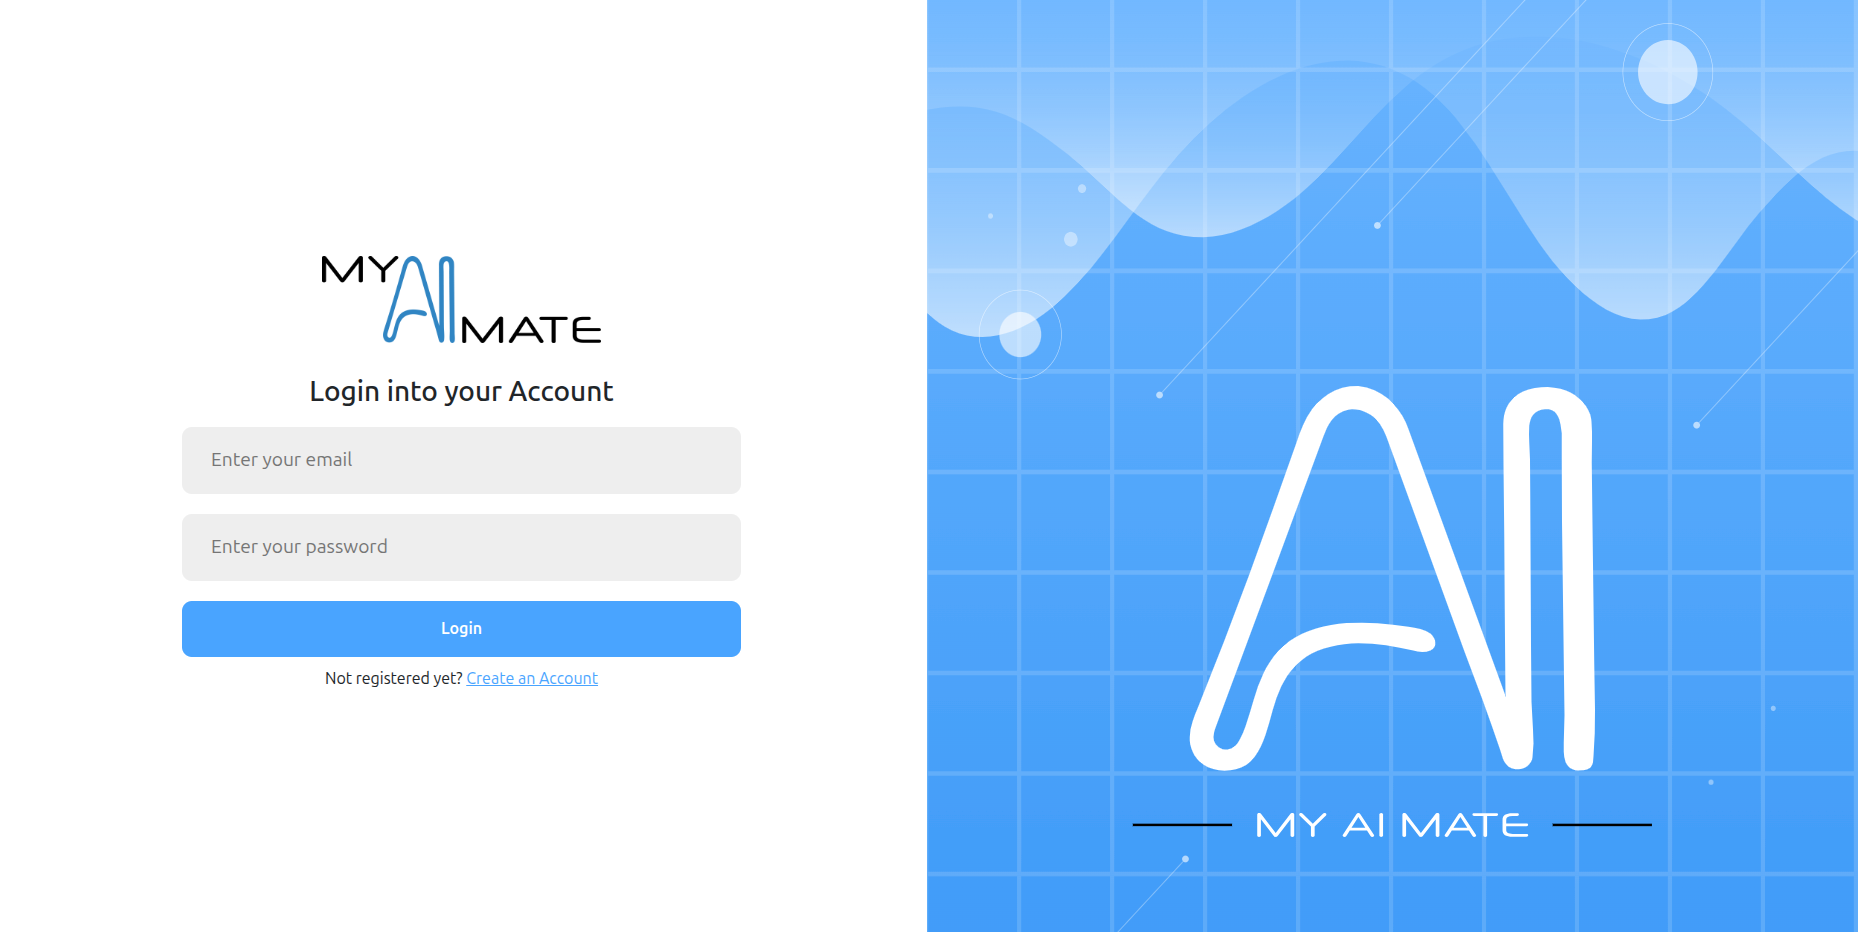 MY AI MATE
Login into your Account
Enter your email
Enter your password
Login
Not registered yet? Create an Account
AI
MY AI MATE